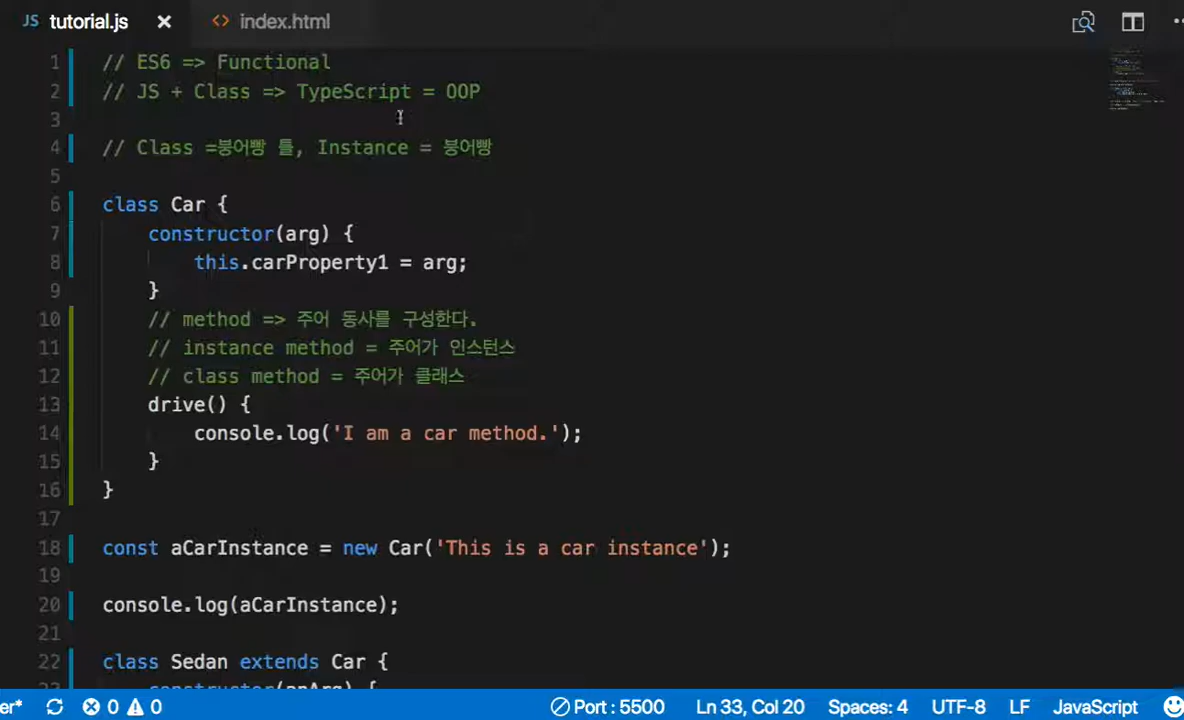 JS tutorial.js × <> index.html
1 // ES6 => Functional
2 // JS + Class => TypeScript = OOP
3
4 // Class =붕어빵 틀, Instance = 붕어빵
5
6 class Car {
7 constructor(arg) {
8 this.carProperty1 = arg;
9 }
10 // method => 주어 동사를 구성한다.
11 // instance method = 주어가 인스턴스
12 // class method = 주어가 클래스
13 drive() {
14 console.log('I am a car method.');
15 }
16 }
17
18 const aCarInstance = new Car('This is a car instance');
19
20 console.log(aCarInstance);
21
22 class Sedan extends Car {
23 constructor(anArg) {
er* 0 0 Port : 5500 Ln 33, Col 20 Spaces: 4 UTF-8 LF JavaScript